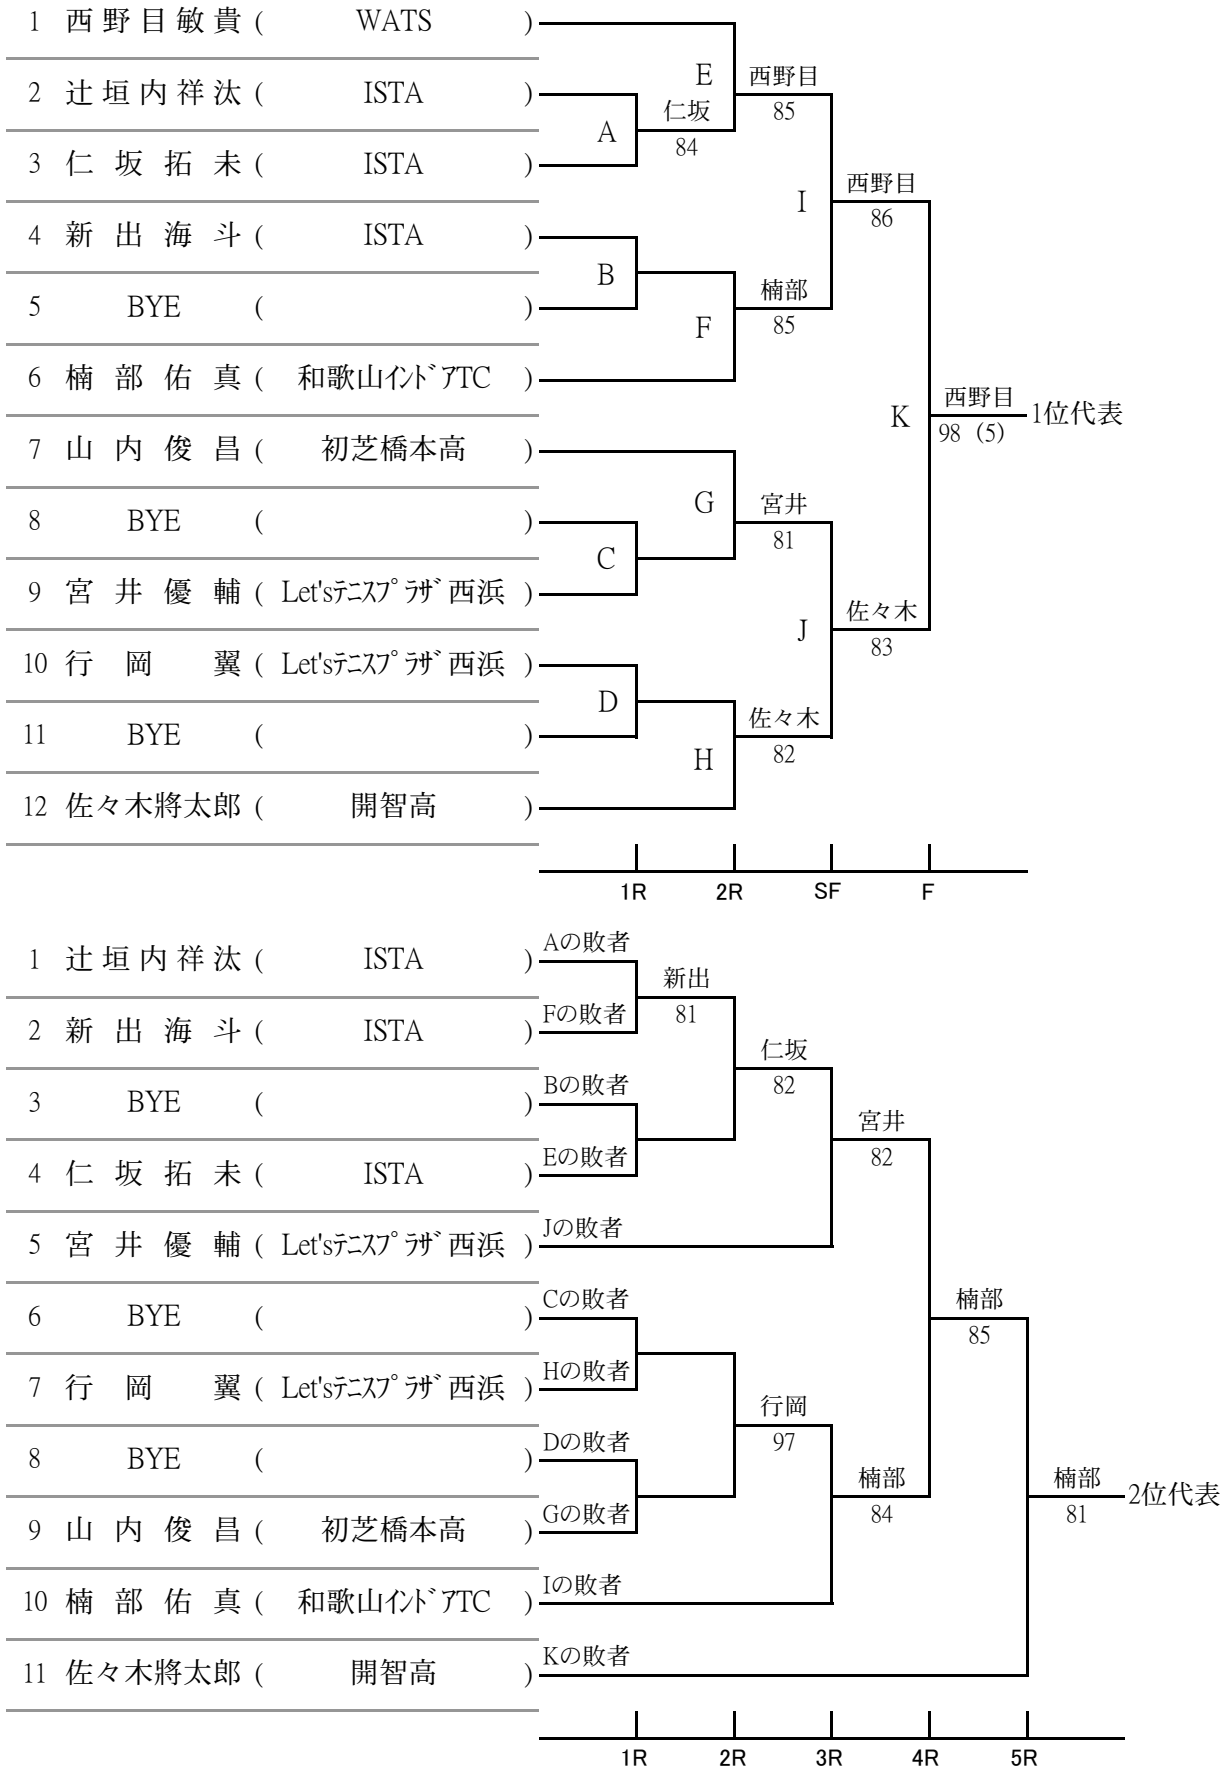 1 西野目敏貴 ( WATS )
E 西野目
2 辻垣内祥汰 ( ISTA )
仁坂 85
A 84
3 仁坂拓未 ( ISTA )
I 西野目
86
4 新出海斗 ( ISTA )
B 楠部
5 BYE ( )
F 85
6 楠部佑真 ( 和歌山インドアTC )
K 西野目 1位代表
98 (5)
7 山内俊昌 ( 初芝橋本高 )
G 宮井
8 BYE ( )
81
C
9 宮井優輔 ( Let'sテニスプラザ西浜 )
J 佐々木
83
10 行岡翼 ( Let'sテニスプラザ西浜 )
D 佐々木
11 BYE ( )
H 82
12 佐々木將太郎 ( 開智高 )
1R 2R SF F
1 辻垣内祥汰 ( ISTA ) Aの敗者
新出
81
2 新出海斗 ( ISTA ) Fの敗者
仁坂
82
3 BYE ( ) Bの敗者
宮井
82
4 仁坂拓未 ( ISTA ) Eの敗者
5 宮井優輔 ( Let'sテニスプラザ西浜 ) Jの敗者
6 BYE ( ) Cの敗者
楠部
85
7 行岡翼 ( Let'sテニスプラザ西浜 ) Hの敗者
行岡
97
8 BYE ( ) Dの敗者
楠部 楠部 2位代表
84 81
9 山内俊昌 ( 初芝橋本高 ) Gの敗者
10 楠部佑真 ( 和歌山インドアTC ) Iの敗者
11 佐々木將太郎 ( 開智高 ) Kの敗者
1R 2R 3R 4R 5R